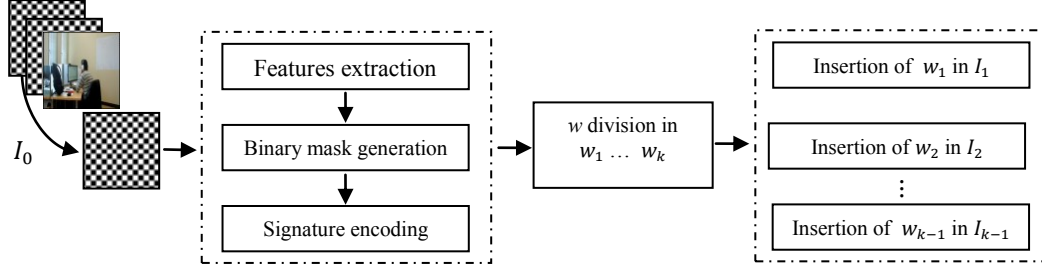 I₀
Features extraction
Binary mask generation
Signature encoding
w division in
w₁ … wₖ
Insertion of w₁ in I₁
Insertion of w₂ in I₂
⋮
Insertion of wₖ₋₁ in Iₖ₋₁